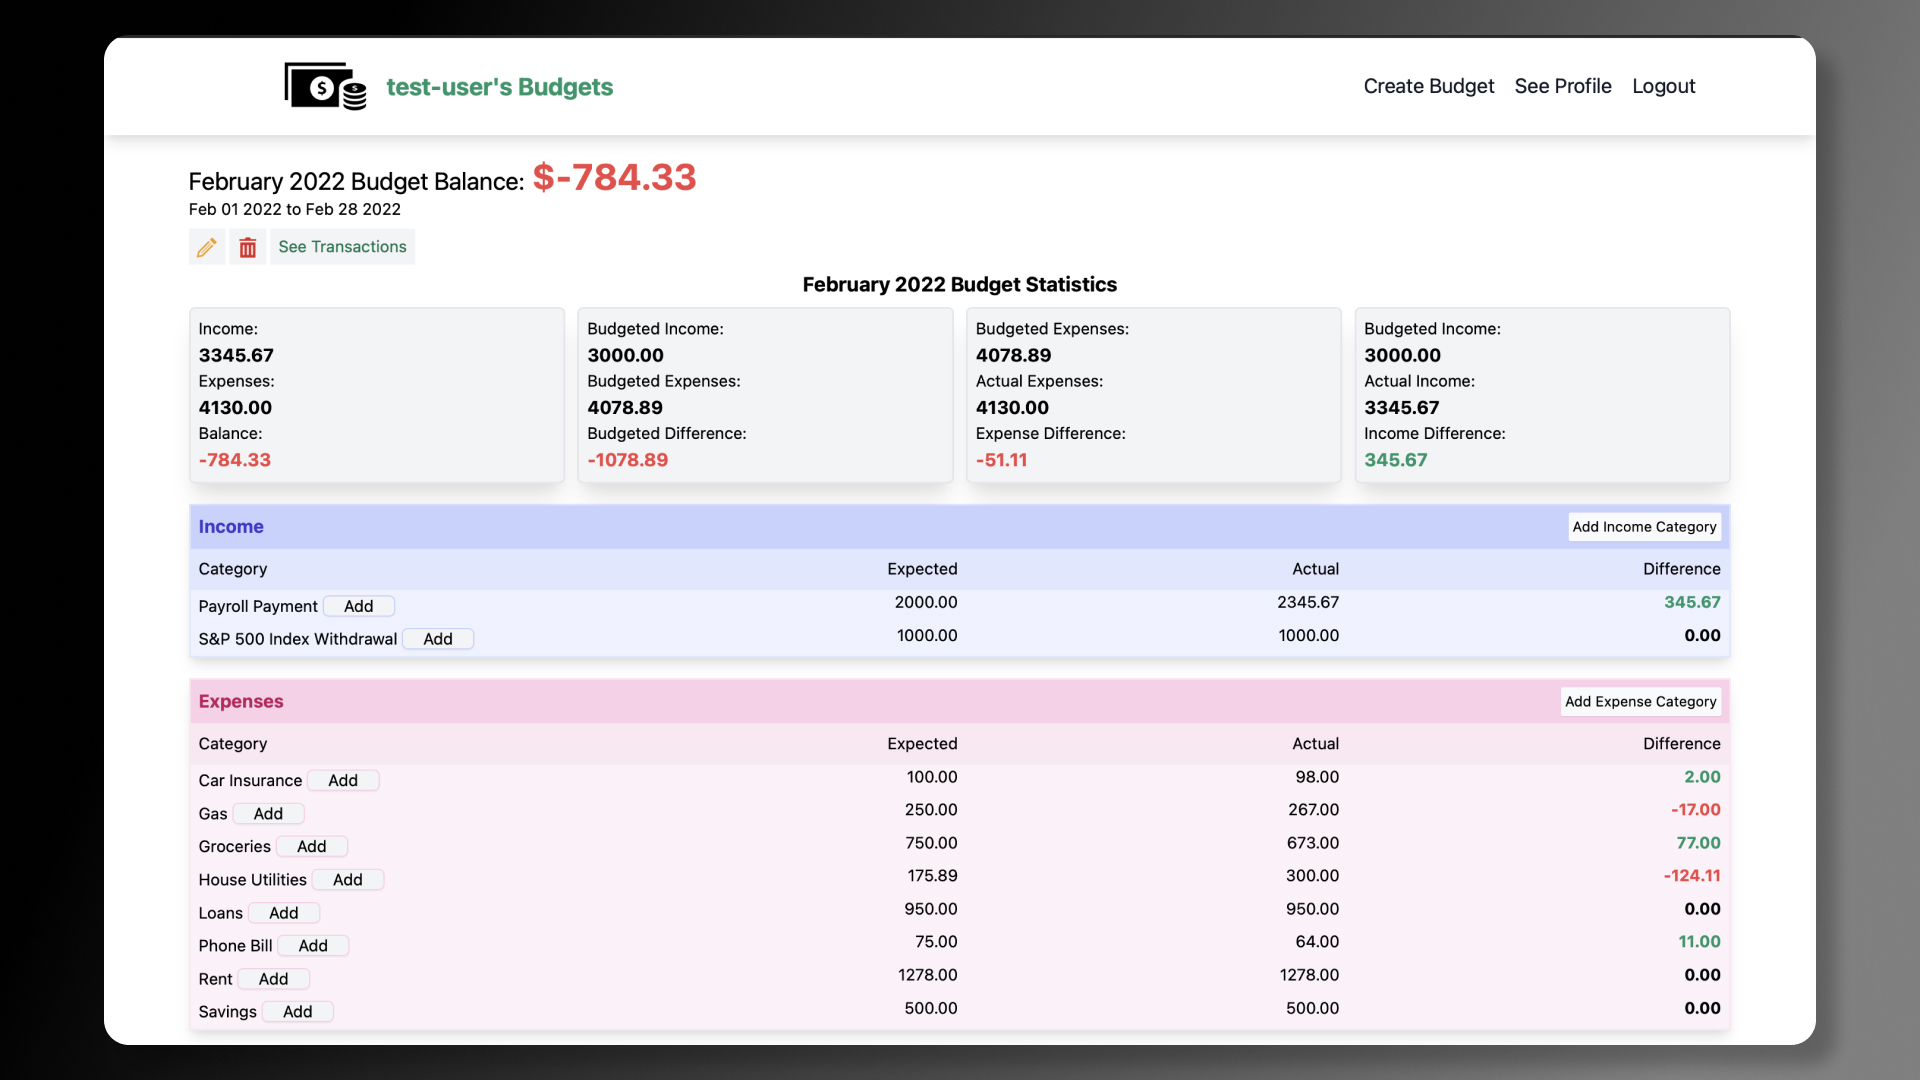 test-user's Budgets
Create Budget See Profile Logout
February 2022 Budget Balance: $-784.33
Feb 01 2022 to Feb 28 2022
See Transactions
February 2022 Budget Statistics
Income:
3345.67
Expenses:
4130.00
Balance:
-784.33
Budgeted Income:
3000.00
Budgeted Expenses:
4078.89
Budgeted Difference:
-1078.89
Budgeted Expenses:
4078.89
Actual Expenses:
4130.00
Expense Difference:
-51.11
Budgeted Income:
3000.00
Actual Income:
3345.67
Income Difference:
345.67
Income Add Income Category
Category Expected Actual Difference
Payroll Payment Add 2000.00 2345.67 345.67
S&P 500 Index Withdrawal Add 1000.00 1000.00 0.00
Expenses Add Expense Category
Category Expected Actual Difference
Car Insurance Add 100.00 98.00 2.00
Gas Add 250.00 267.00 -17.00
Groceries Add 750.00 673.00 77.00
House Utilities Add 175.89 300.00 -124.11
Loans Add 950.00 950.00 0.00
Phone Bill Add 75.00 64.00 11.00
Rent Add 1278.00 1278.00 0.00
Savings Add 500.00 500.00 0.00